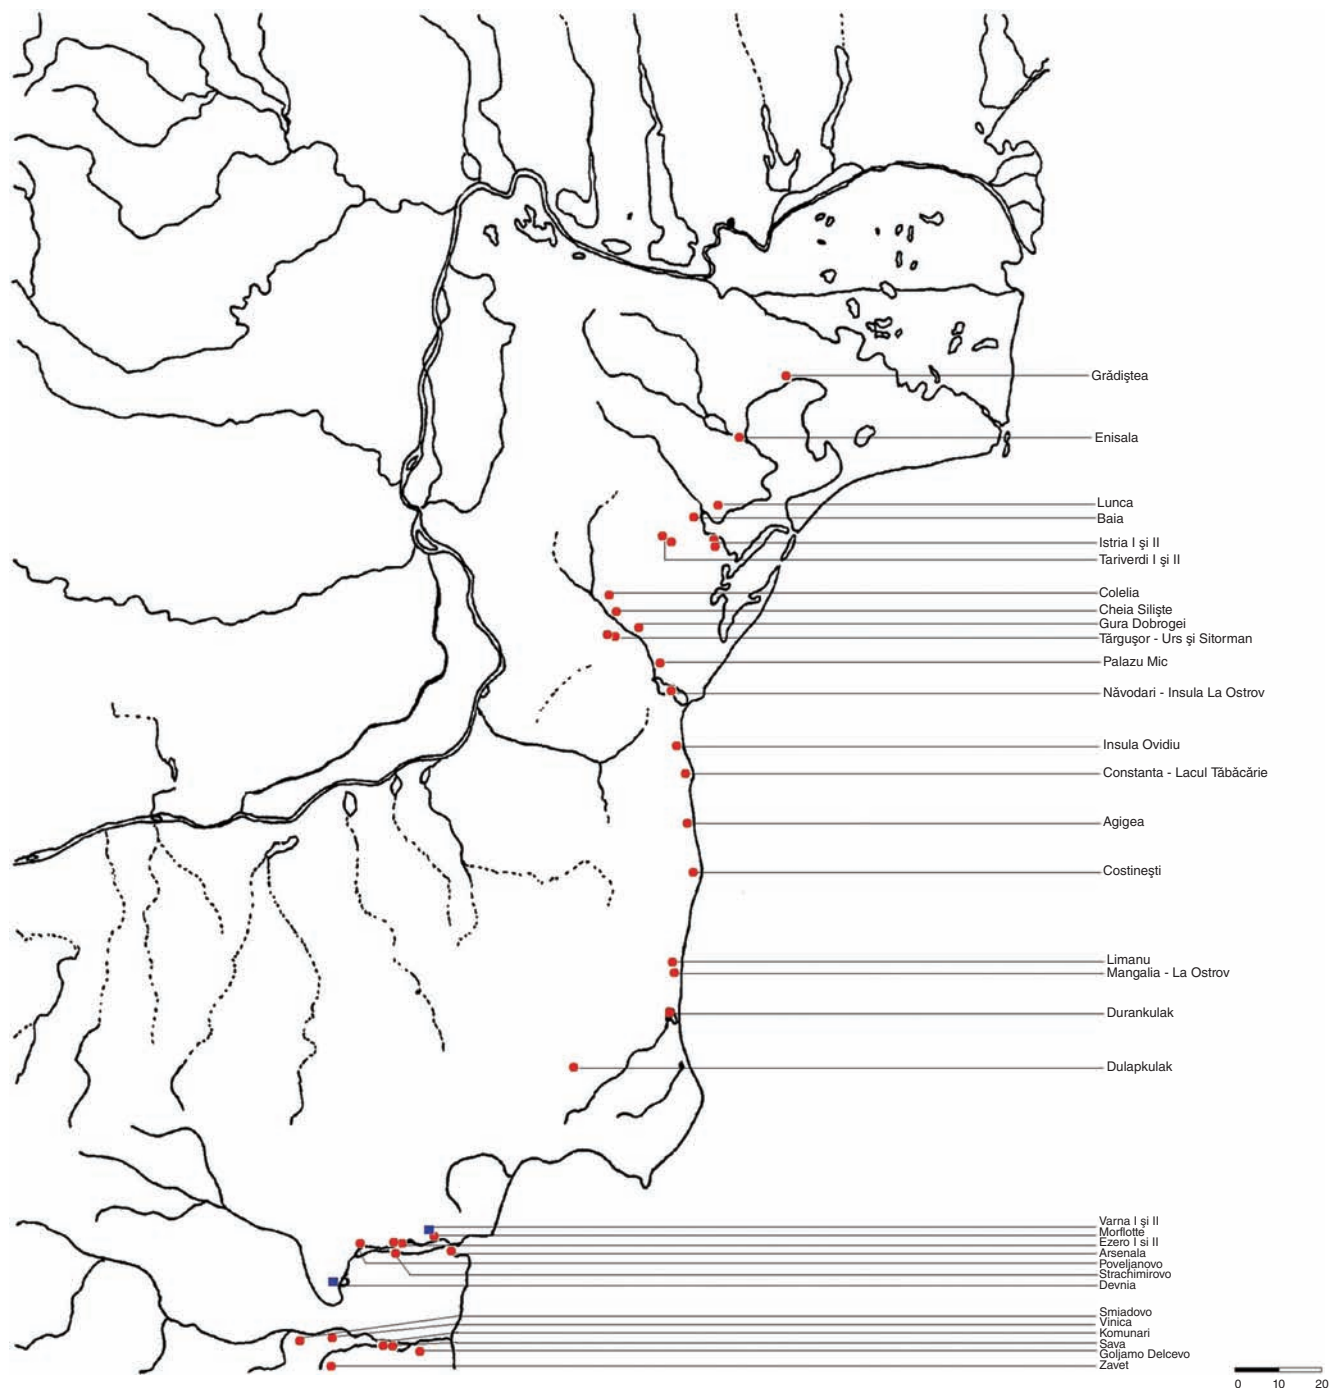 Grădiştea
Enisala
Lunca
Baia
Istria I şi II
Tariverdi I şi II
Colelia
Cheia Silişte
Gura Dobrogei
Târguşor - Urs şi Sitorman
Palazu Mic
Năvodari - Insula La Ostrov
Insula Ovidiu
Constanta - Lacul Tăbăcărie
Agigea
Costineşti
Limanu
Mangalia - La Ostrov
Durankulak
Dulapkulak
Varna I şi II
Morflotte
Ezero I si II
Arsenala
Poveljanovo
Strachimirovo
Devnia
Smiadovo
Vinica
Komunari
Sava
Goljamo Delcevo
Zavet
0 10 20